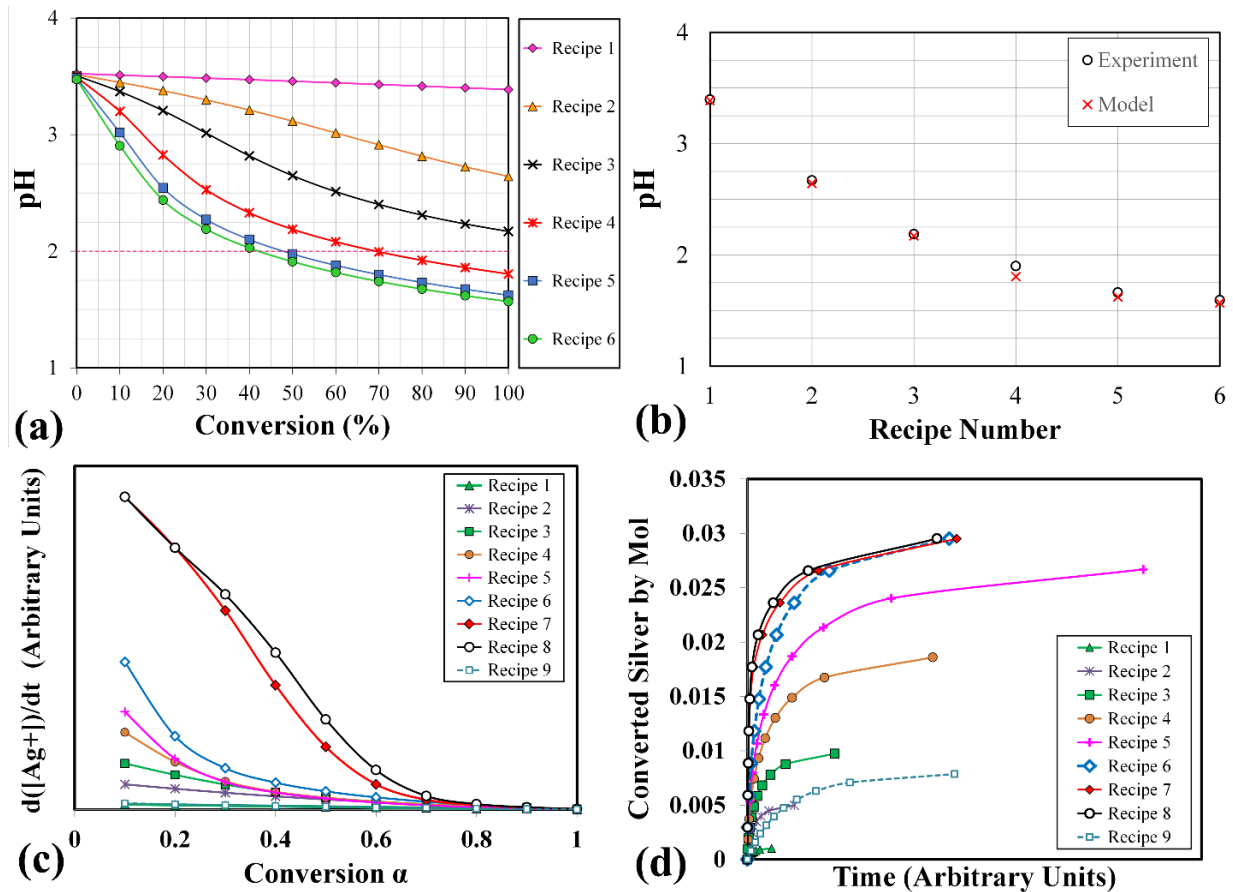 4
3
2
1
pH
0 10 20 30 40 50 60 70 80 90 100
Conversion (%)
(a)
Recipe 1
Recipe 2
Recipe 3
Recipe 4
Recipe 5
Recipe 6
4
3
2
1
pH
Experiment
Model
1 2 3 4 5 6
Recipe Number
(b)
d([Ag+])/dt (Arbitrary Units)
Recipe 1
Recipe 2
Recipe 3
Recipe 4
Recipe 5
Recipe 6
Recipe 7
Recipe 8
Recipe 9
0 0.2 0.4 0.6 0.8 1
Conversion α
(c)
0.035
0.03
0.025
0.02
0.015
0.01
0.005
0
Converted Silver by Mol
Recipe 1
Recipe 2
Recipe 3
Recipe 4
Recipe 5
Recipe 6
Recipe 7
Recipe 8
Recipe 9
Time (Arbitrary Units)
(d)